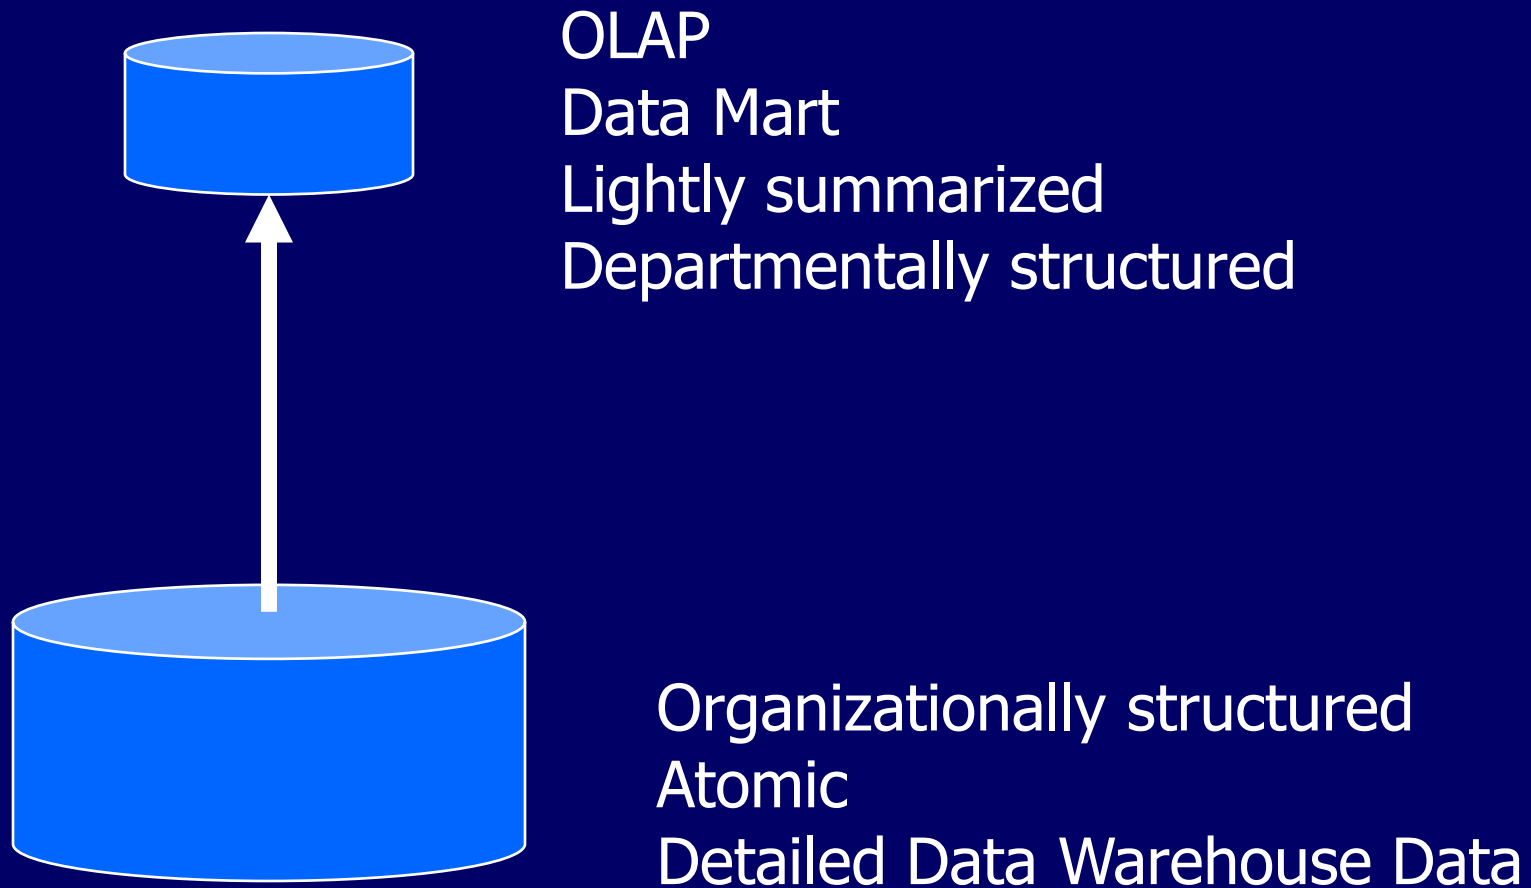 OLAP
Data Mart
Lightly summarized
Departmentally structured
Organizationally structured
Atomic
Detailed Data Warehouse Data